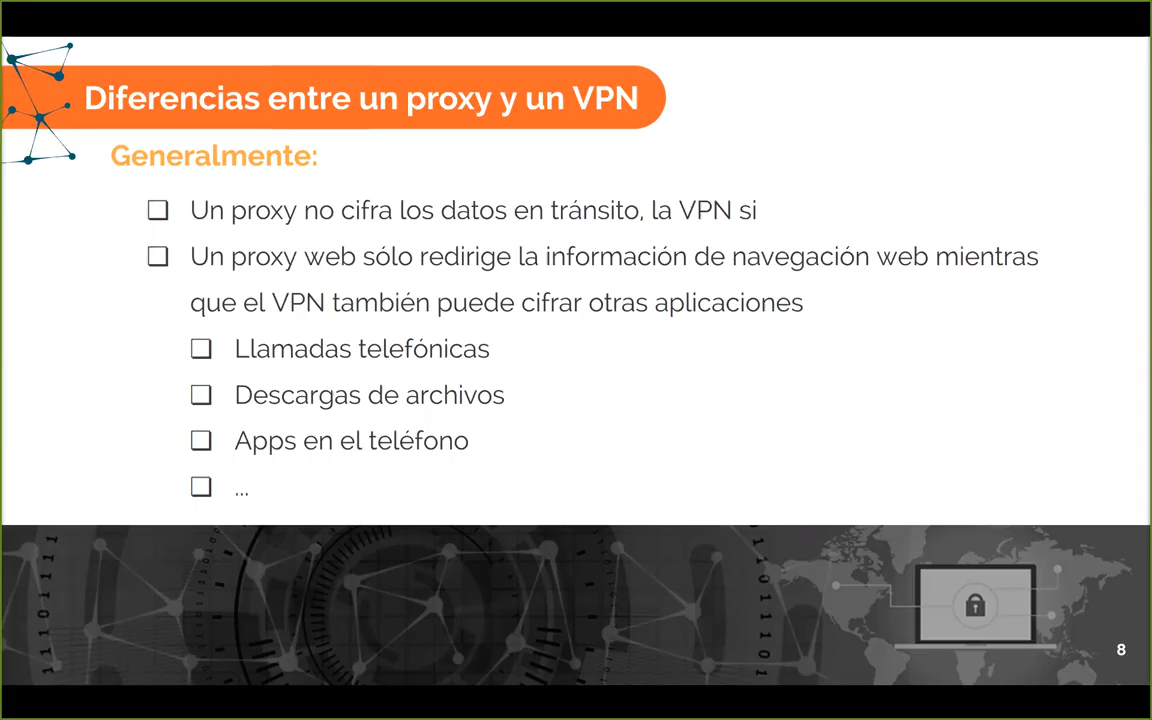 Diferencias entre un proxy y un VPN
Generalmente:
❑ Un proxy no cifra los datos en tránsito, la VPN si
❑ Un proxy web sólo redirige la información de navegación web mientras
que el VPN también puede cifrar otras aplicaciones
❑ Llamadas telefónicas
❑ Descargas de archivos
❑ Apps en el teléfono
❑ ...
8